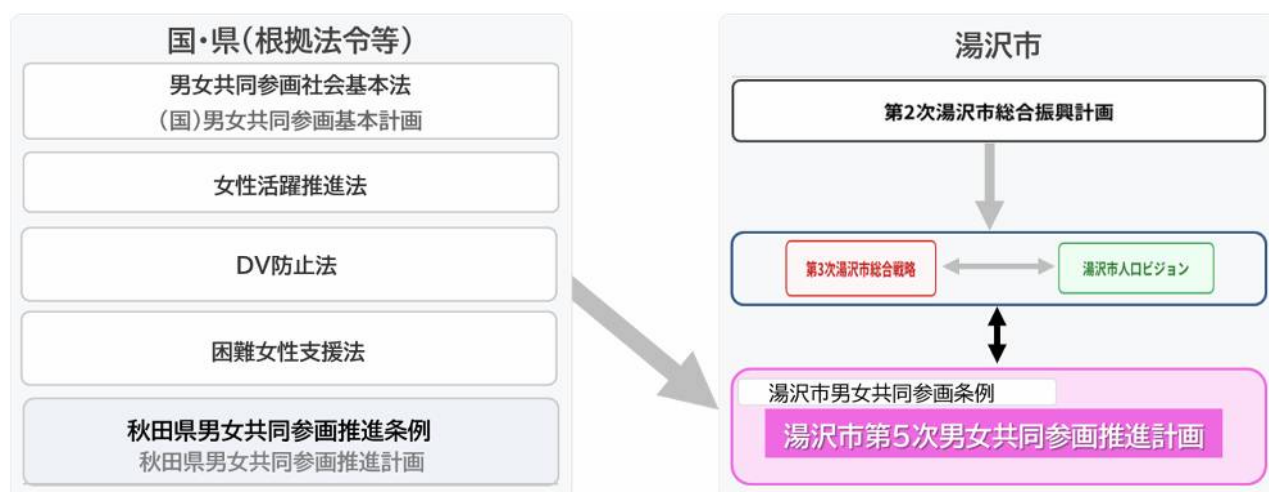 国・県(根拠法令等)
男女共同参画社会基本法
(国)男女共同参画基本計画
女性活躍推進法
DV防止法
困難女性支援法
秋田県男女共同参画推進条例
秋田県男女共同参画推進計画
湯沢市
第2次湯沢市総合振興計画
第3次湯沢市総合戦略
湯沢市人口ビジョン
湯沢市男女共同参画条例
湯沢市第5次男女共同参画推進計画